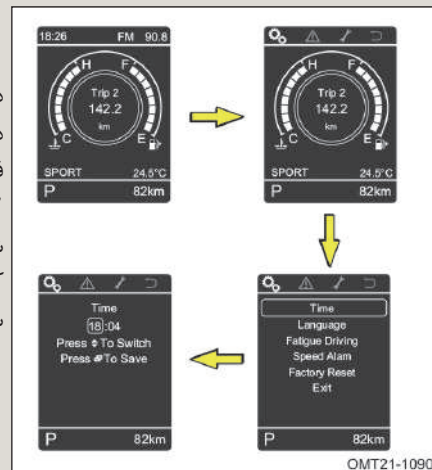 18:26 FM 90.8
H F
Trip 2
142.2
km
C E
SPORT 24.5°C
P 82km
H F
Trip 2
142.2
km
C E
SPORT 24.5°C
P 82km
Time
Language
Fatigue Driving
Speed Alam
Factory Reset
Exit
P 82km
Time
18:04
Press To Switch
Press To Save
P 82km
OMT21-1090